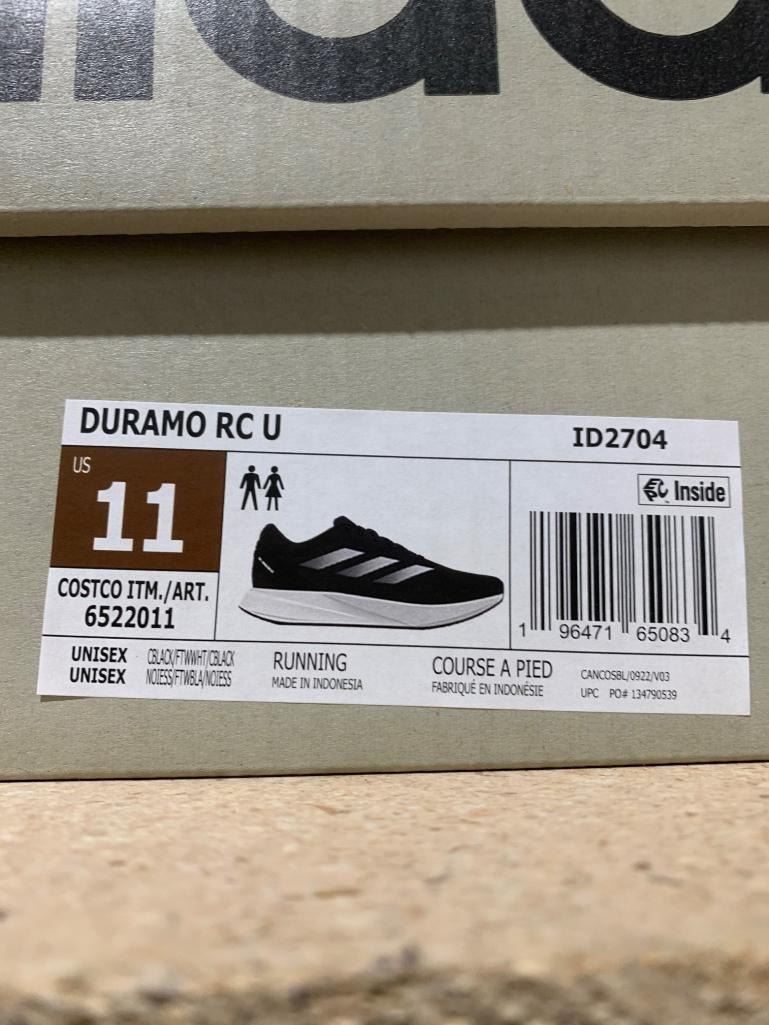 DURAMO RC U
ID2704
US
11
Inside
COSTCO ITM./ART.
6522011
1 96471 65083 4
UNISEX CBLACK/FTWWHT/CBLACK
UNISEX NOIESS/FTWBLA/NOIESS
RUNNING
MADE IN INDONESIA
COURSE A PIED
FABRIQUÉ EN INDONÉSIE
CANCOSBL/0922/V03
UPC PO# 134790539